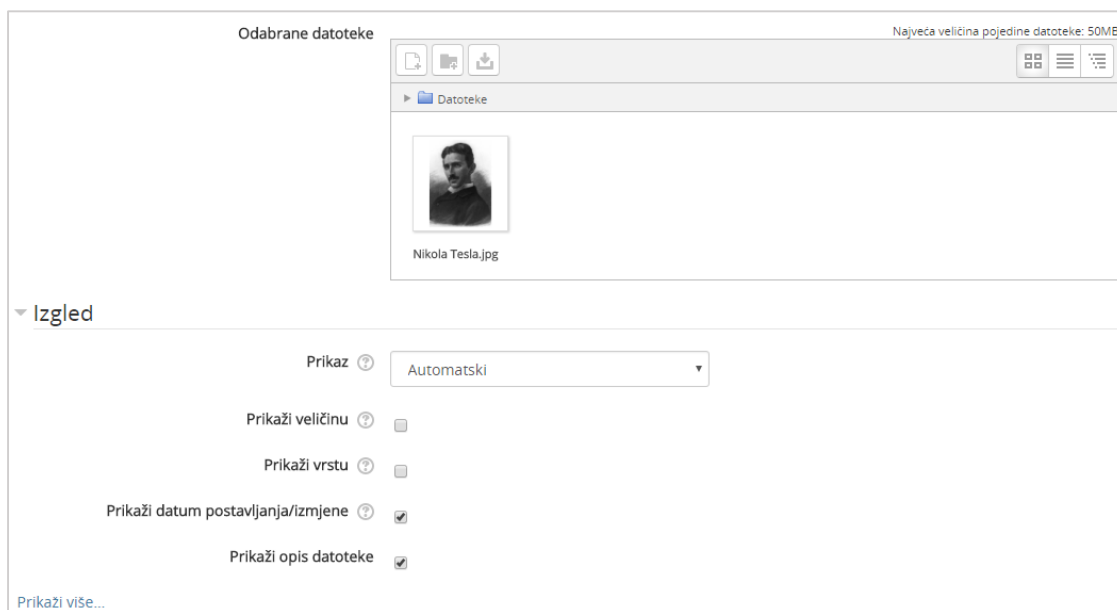 Odabrane datoteke
Najveća veličina pojedine datoteke: 50MB
Datoteke
Nikola Tesla.jpg
Izgled
Prikaz
Automatski
Prikaži veličinu
Prikaži vrstu
Prikaži datum postavljanja/izmjene
Prikaži opis datoteke
Prikaži više...